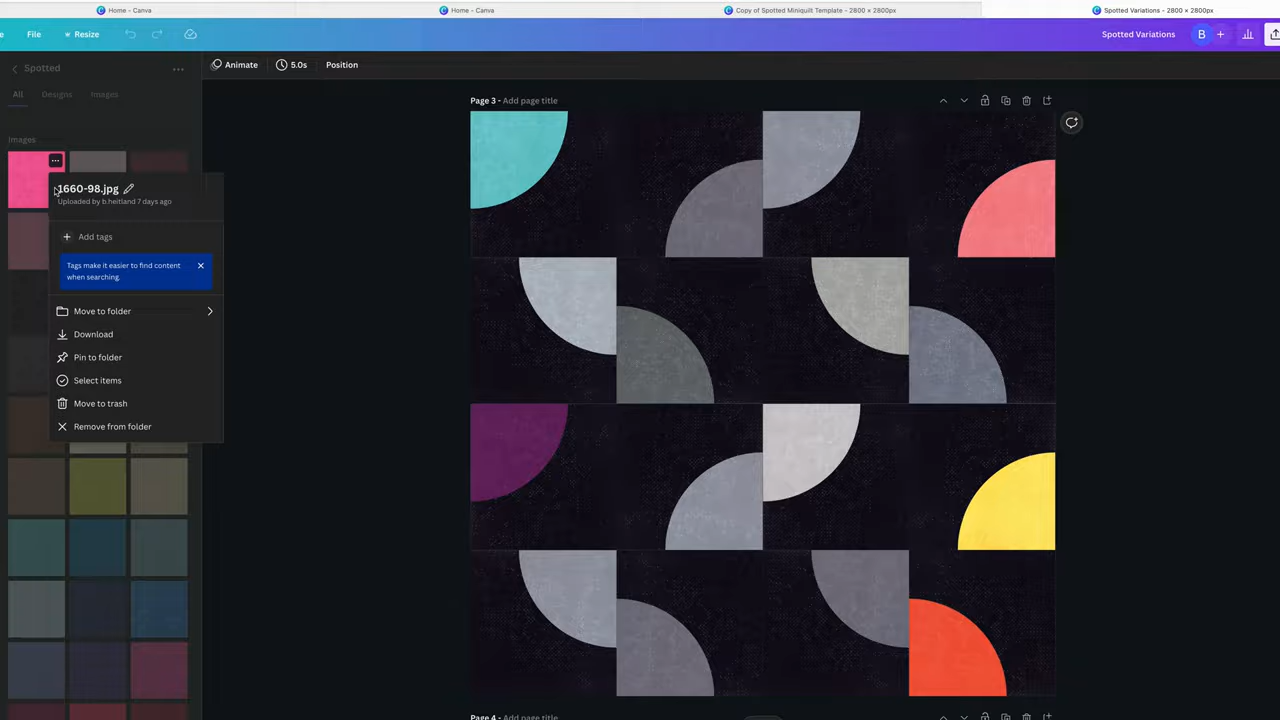 Home - Canva
Home - Canva
Copy of Spotted Miniquilt Template - 2800 × 2800px
Spotted Variations - 2800 × 2800px
e
File
Resize
Spotted Variations
B
+
Spotted
...
Animate
5.0s
Position
All
Designs
Images
Page 3 - Add page title
Images
1660-98.jpg
Uploaded by b.heitland 7 days ago
+ Add tags
Tags make it easier to find content
when searching.
Move to folder
Download
Pin to folder
Select items
Move to trash
Remove from folder
Page 4 - Add page title